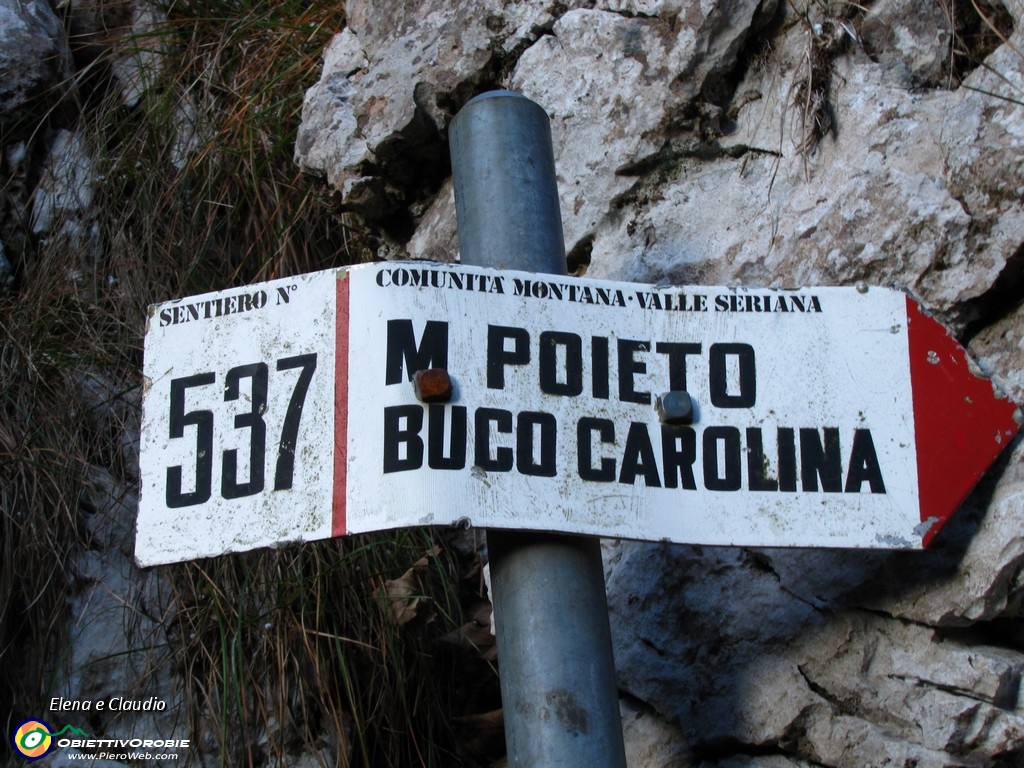 SENTIERO N°
537
COMUNITA MONTANA·VALLE SERIANA
M POIETO
BUCO CAROLINA
Elena e Claudio
OBIETTIVOROBIE
www.PieroWeb.com